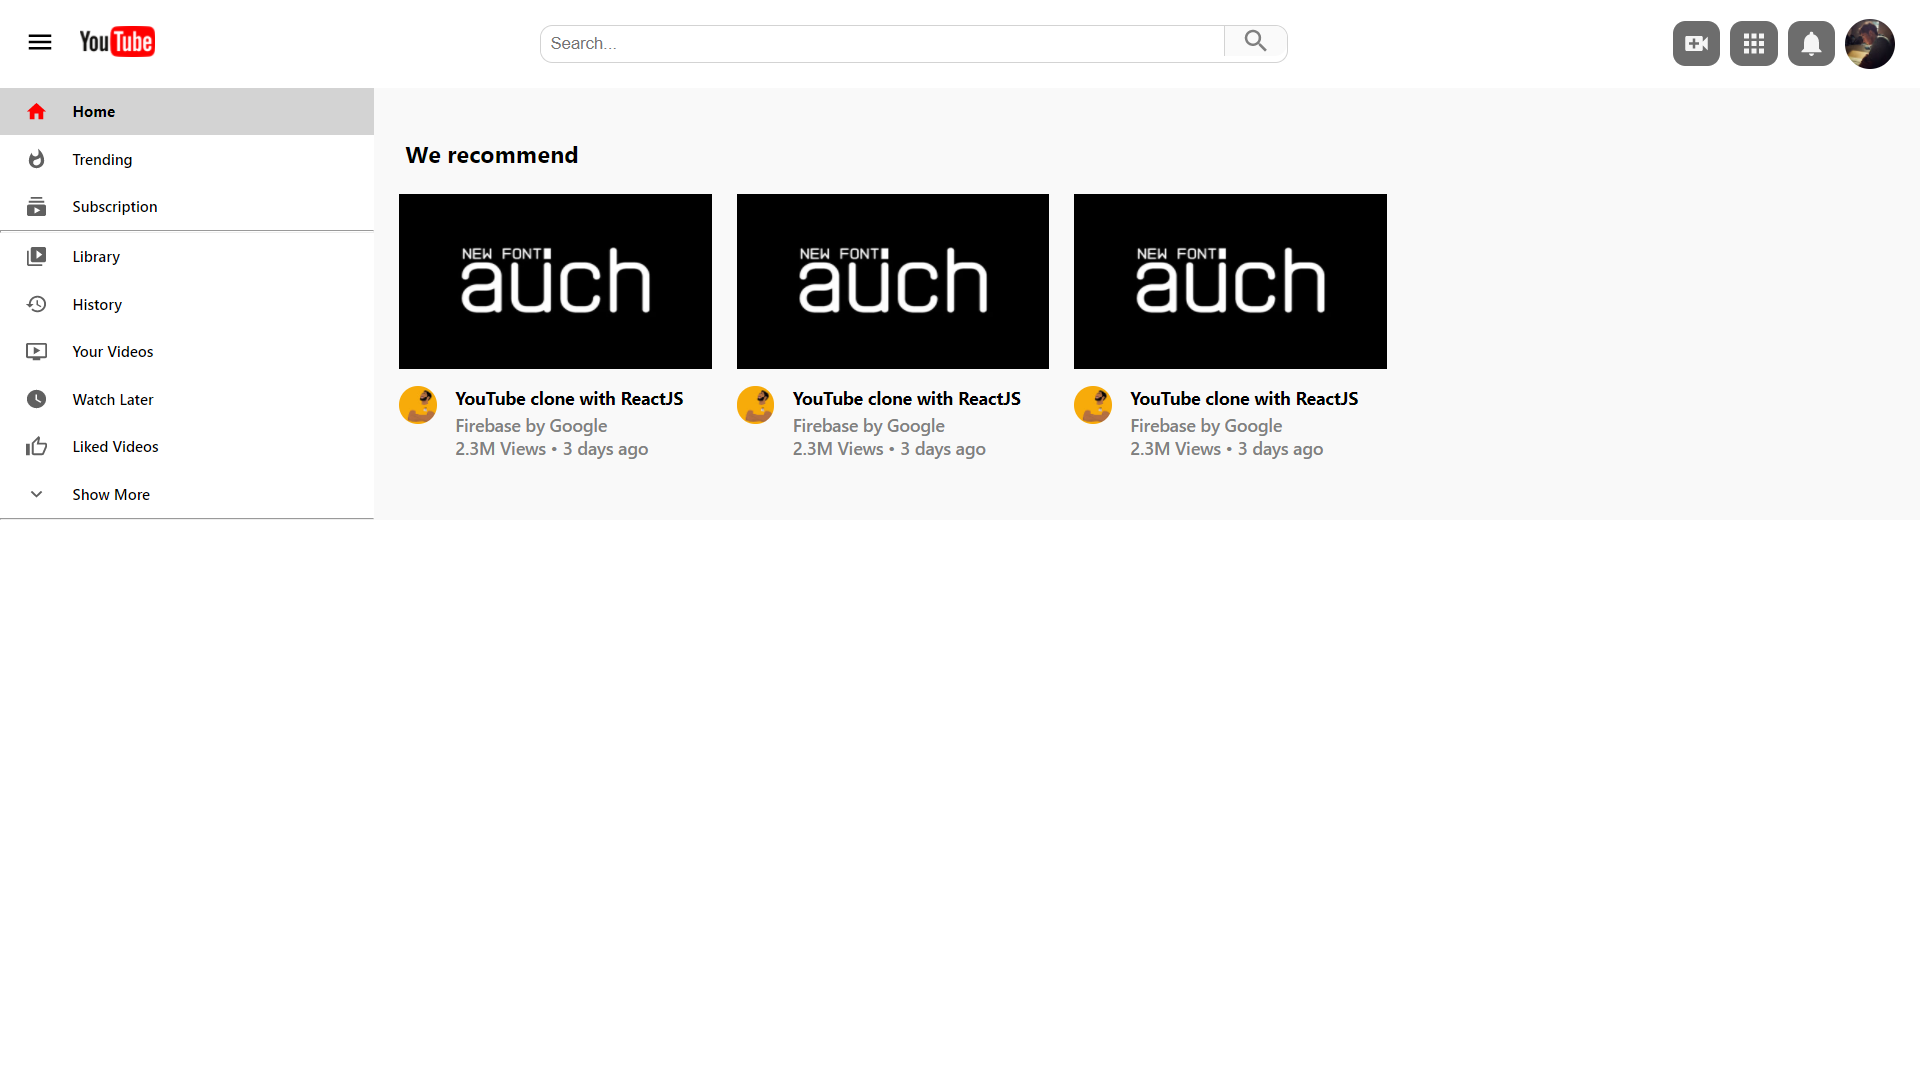 YouTube
Search...
Home
Trending
Subscription
Library
History
Your Videos
Watch Later
Liked Videos
Show More
We recommend
NEW FONT
auch
YouTube clone with ReactJS
Firebase by Google
2.3M Views • 3 days ago
NEW FONT
auch
YouTube clone with ReactJS
Firebase by Google
2.3M Views • 3 days ago
NEW FONT
auch
YouTube clone with ReactJS
Firebase by Google
2.3M Views • 3 days ago